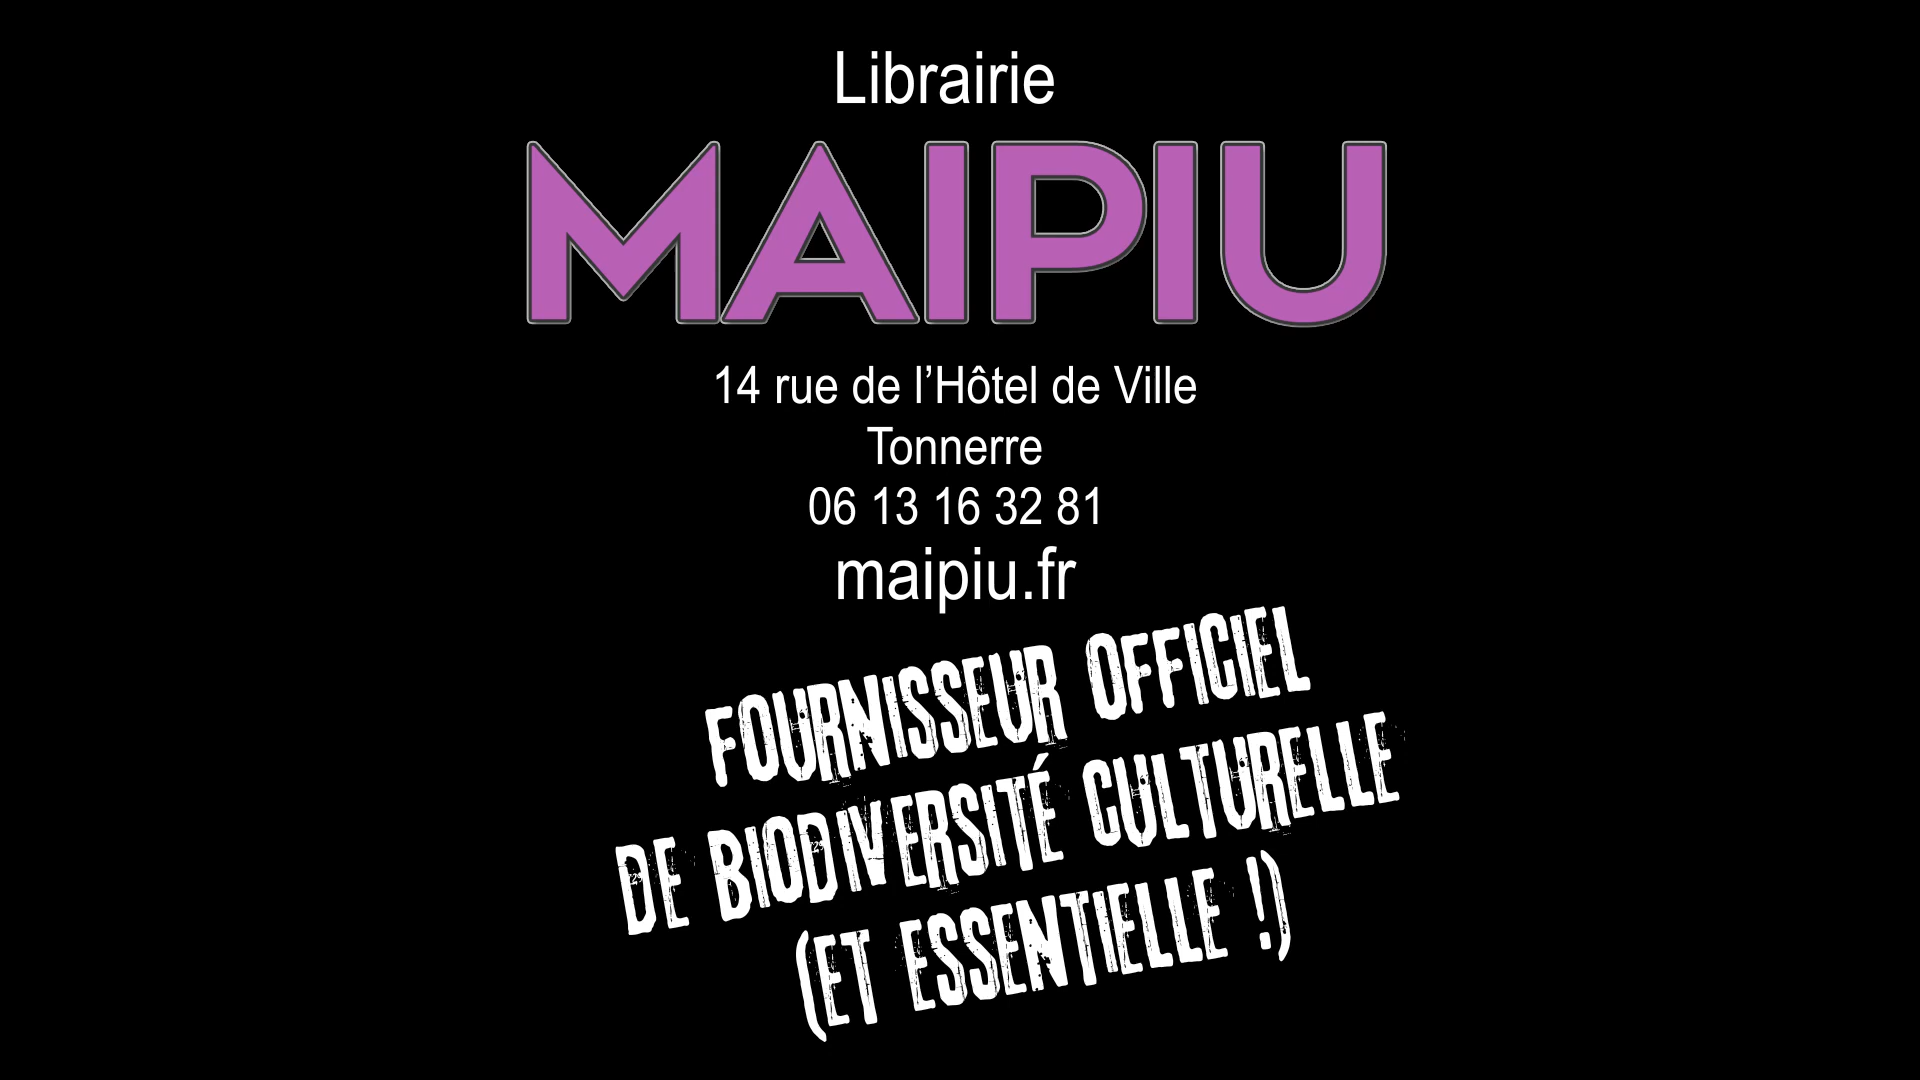 Librairie
MAIPIU
14 rue de l’Hôtel de Ville
Tonnerre
06 13 16 32 81
maipiu.fr
FOURNISSEUR OFFICIEL
DE BIODIVERSITÉ CULTURELLE
(ET ESSENTIELLE !)